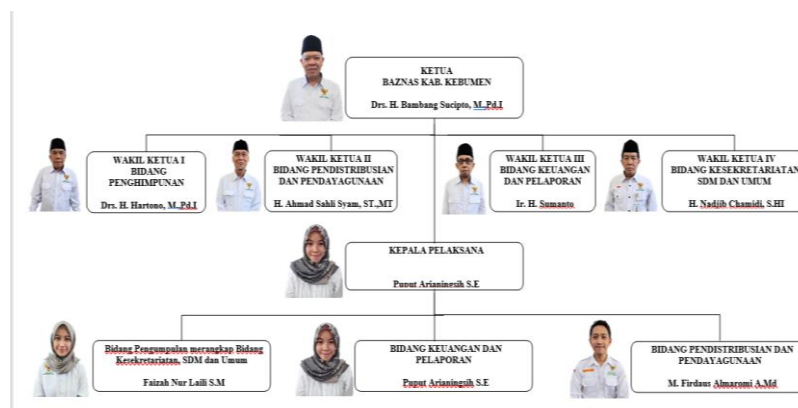 KETUA
BAZNAS KAB. KEBUMEN
Drs. H. Bambang Sucipto, M.,Pd.I
WAKIL KETUA I
BIDANG
PENGHIMPUNAN
Drs. H. Hartono, M.,Pd.I
WAKIL KETUA II
BIDANG PENDISTRIBUSIAN
DAN PENDAYAGUNAAN
H. Ahmad Sahli Syam, ST.,MT
WAKIL KETUA III
BIDANG KEUANGAN
DAN PELAPORAN
Ir. H. Sumanto
WAKIL KETUA IV
BIDANG KESEKRETARIATAN
SDM DAN UMUM
H. Nadjib Chamidi, S.HI
KEPALA PELAKSANA
Puput Arianingsih S.E
Bidang Pengumpulan merangkap Bidang
Kesekretariatan, SDM dan Umum
Faizah Nur Laili S.M
BIDANG KEUANGAN DAN
PELAPORAN
Puput Arianingsih S.E
BIDANG PENDISTRIBUSIAN DAN
PENDAYAGUNAAN
M. Firdaus Almaromi A.Md